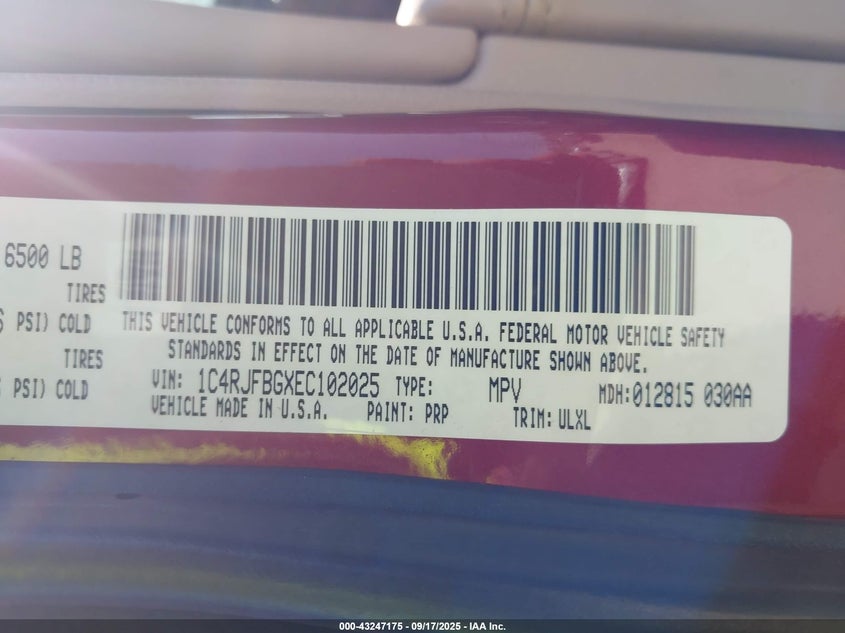 6500 LB
TIRES
PSI) COLD
TIRES
PSI) COLD
THIS VEHICLE CONFORMS TO ALL APPLICABLE U.S.A. FEDERAL MOTOR VEHICLE SAFETY
STANDARDS IN EFFECT ON THE DATE OF MANUFACTURE SHOWN ABOVE.
VIN: 1C4RJFBGXEC102025 TYPE: MPV MDH:012815 030AA
VEHICLE MADE IN U.S.A. PAINT: PRP TRIM: ULXL
000-43247175 - 09/17/2025 - IAA Inc.